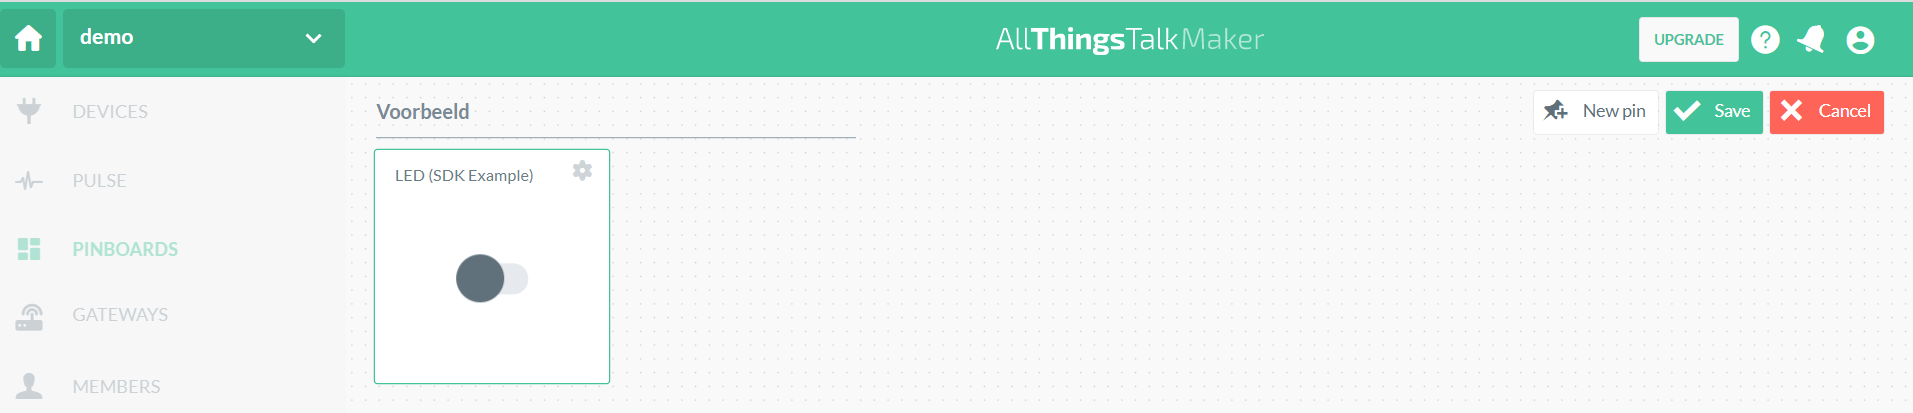 demo
AllThingsTalkMaker
UPGRADE
?
DEVICES
PULSE
PINBOARDS
GATEWAYS
MEMBERS
Voorbeeld
New pin
Save
Cancel
LED (SDK Example)